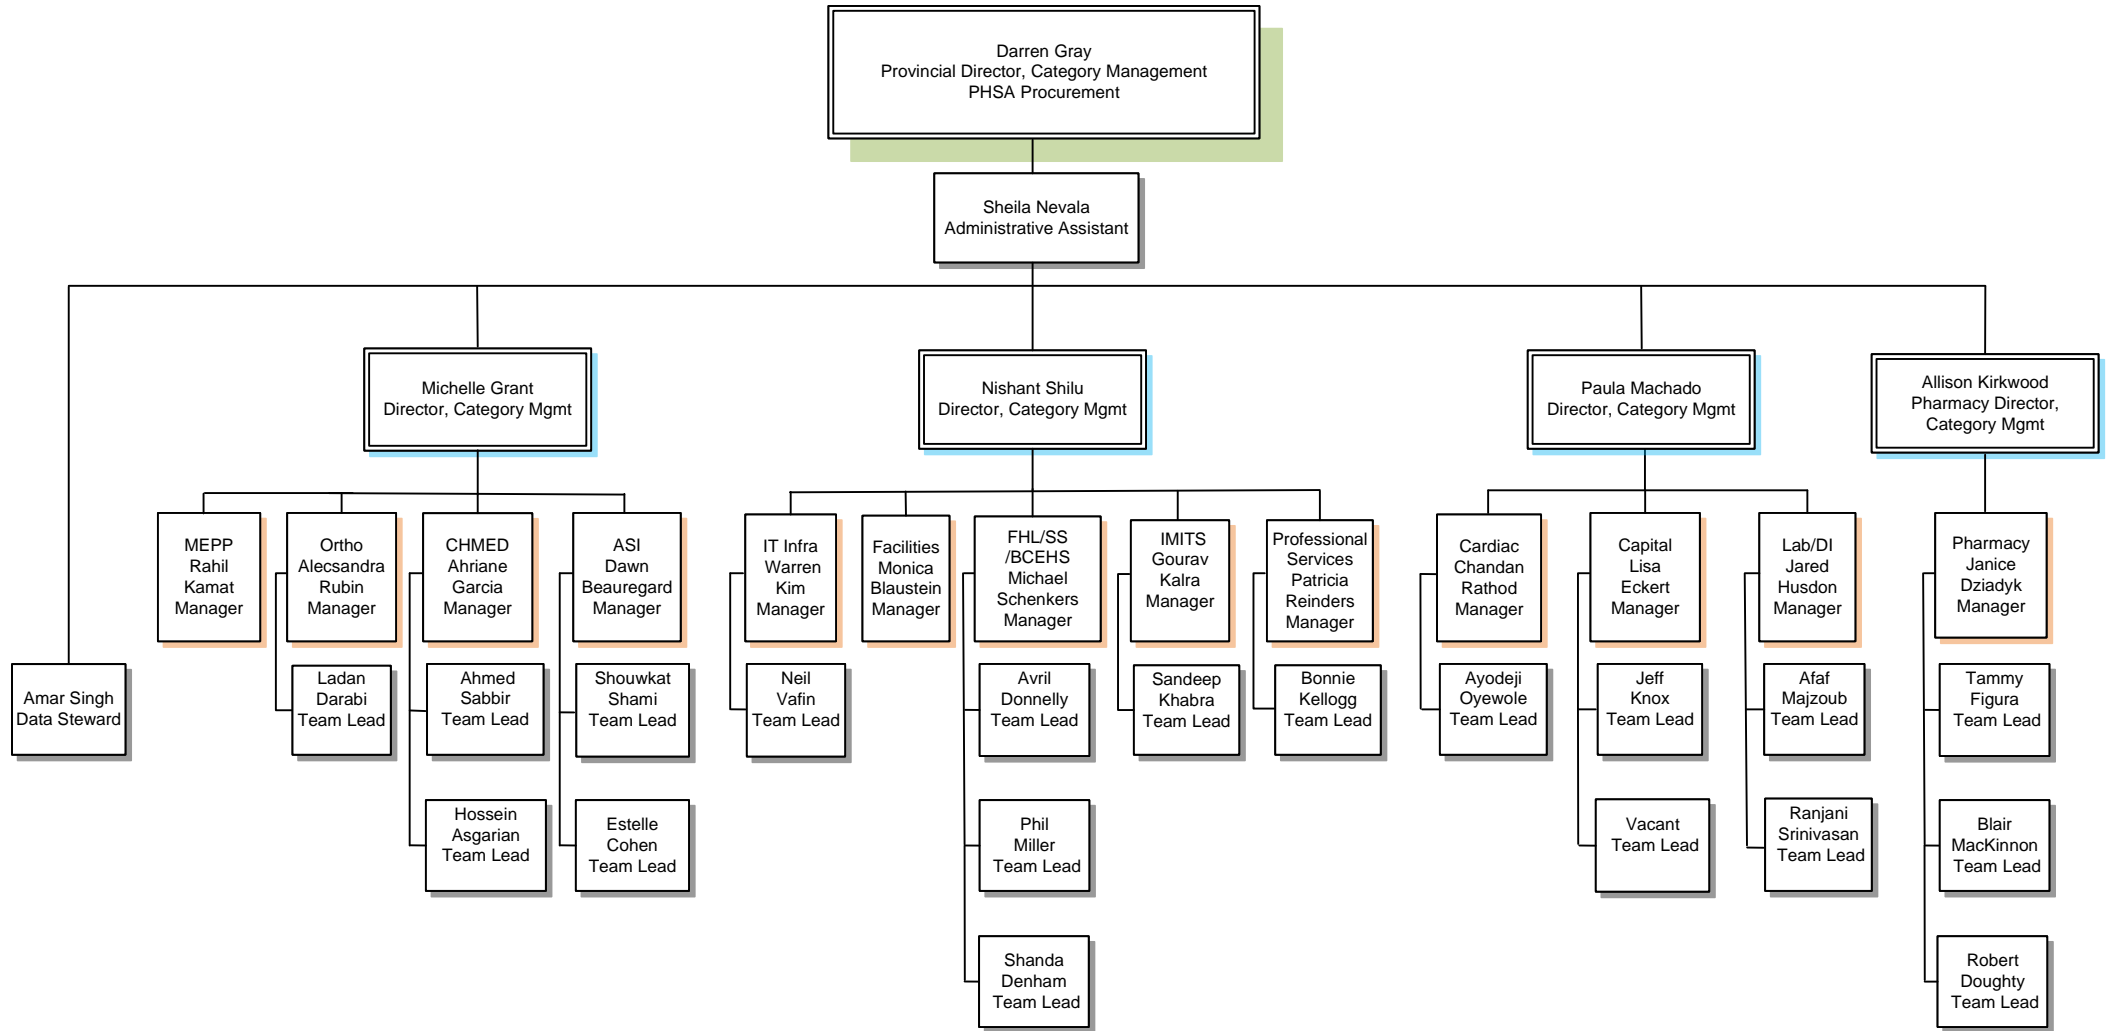 Darren Gray
Provincial Director, Category Management
PHSA Procurement
Sheila Nevala
Administrative Assistant
Michelle Grant
Director, Category Mgmt
Nishant Shilu
Director, Category Mgmt
Paula Machado
Director, Category Mgmt
Allison Kirkwood
Pharmacy Director,
Category Mgmt
MEPP
Rahil
Kamat
Manager
Ortho
Alecsandra
Rubin
Manager
CHMED
Ahriane
Garcia
Manager
ASI
Dawn
Beauregard
Manager
IT Infra
Warren
Kim
Manager
Facilities
Monica
Blaustein
Manager
FHL/SS
/BCEHS
Michael
Schenkers
Manager
IMITS
Gourav
Kalra
Manager
Professional
Services
Patricia
Reinders
Manager
Cardiac
Chandan
Rathod
Manager
Capital
Lisa
Eckert
Manager
Lab/DI
Jared
Husdon
Manager
Pharmacy
Janice
Dziadyk
Manager
Amar Singh
Data Steward
Ladan
Darabi
Team Lead
Ahmed
Sabbir
Team Lead
Shouwkat
Shami
Team Lead
Neil
Vafin
Team Lead
Avril
Donnelly
Team Lead
Sandeep
Khabra
Team Lead
Bonnie
Kellogg
Team Lead
Ayodeji
Oyewole
Team Lead
Jeff
Knox
Team Lead
Afaf
Majzoub
Team Lead
Tammy
Figura
Team Lead
Hossein
Asgarian
Team Lead
Estelle
Cohen
Team Lead
Phil
Miller
Team Lead
Vacant
Team Lead
Ranjani
Srinivasan
Team Lead
Blair
MacKinnon
Team Lead
Shanda
Denham
Team Lead
Robert
Doughty
Team Lead